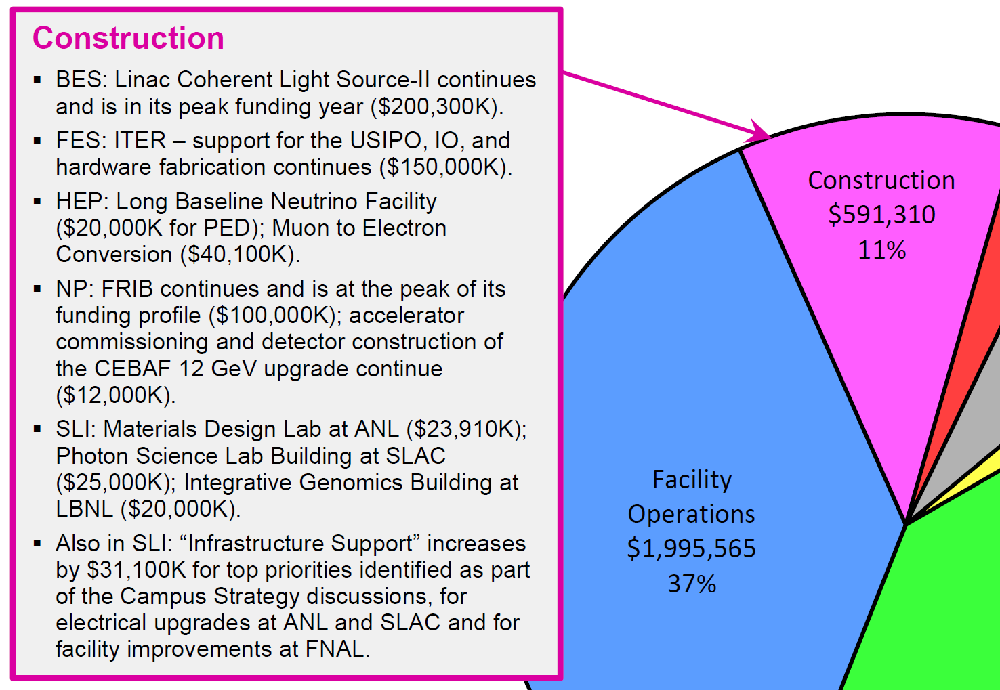 Construction
▪ BES: Linac Coherent Light Source-II continues
and is in its peak funding year ($200,300K).
▪ FES: ITER – support for the USIPO, IO, and
hardware fabrication continues ($150,000K).
▪ HEP: Long Baseline Neutrino Facility
($20,000K for PED); Muon to Electron
Conversion ($40,100K).
▪ NP: FRIB continues and is at the peak of its
funding profile ($100,000K); accelerator
commissioning and detector construction of
the CEBAF 12 GeV upgrade continue
($12,000K).
▪ SLI: Materials Design Lab at ANL ($23,910K);
Photon Science Lab Building at SLAC
($25,000K); Integrative Genomics Building at
LBNL ($20,000K).
▪ Also in SLI: “Infrastructure Support” increases
by $31,100K for top priorities identified as part
of the Campus Strategy discussions, for
electrical upgrades at ANL and SLAC and for
facility improvements at FNAL.
Construction
$591,310
11%
Facility
Operations
$1,995,565
37%